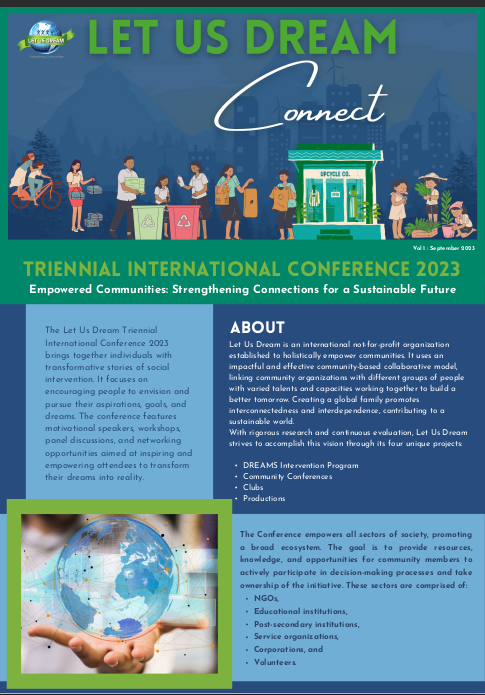 LET US DREAM
LET US DREAM
Connect
UPCYCLE CO.
Vol 1 : September 2023
TRIENNIAL INTERNATIONAL CONFERENCE 2023
Empowered Communities: Strengthening Connections for a Sustainable Future
The Let Us Dream Triennial
International Conference 2023
brings together individuals with
transformative stories of social
intervention. It focuses on
encouraging people to envision and
pursue their aspirations, goals, and
dreams. The conference features
motivational speakers, workshops,
panel discussions, and networking
opportunities aimed at inspiring and
empowering attendees to transform
their dreams into reality.
ABOUT
Let Us Dream is an international not-for-profit organization
established to holistically empower communities. It uses an
impactful and effective community-based collaborative model,
linking community organizations with different groups of people
with varied talents and capacities working together to build a
better tomorrow. Creating a global family promotes
interconnectedness and interdependence, contributing to a
sustainable world.
With rigorous research and continuous evaluation, Let Us Dream
strives to accomplish this vision through its four unique projects:
• DREAMS Intervention Program
• Community Conferences
• Clubs
• Productions
The Conference empowers all sectors of society, promoting
a broad ecosystem. The goal is to provide resources,
knowledge, and opportunities for community members to
actively participate in decision-making processes and take
ownership of the initiative. These sectors are comprised of:
• NGOs,
• Educational institutions,
• Post-secondary institutions,
• Service organizations,
• Corporations, and
• Volunteers.